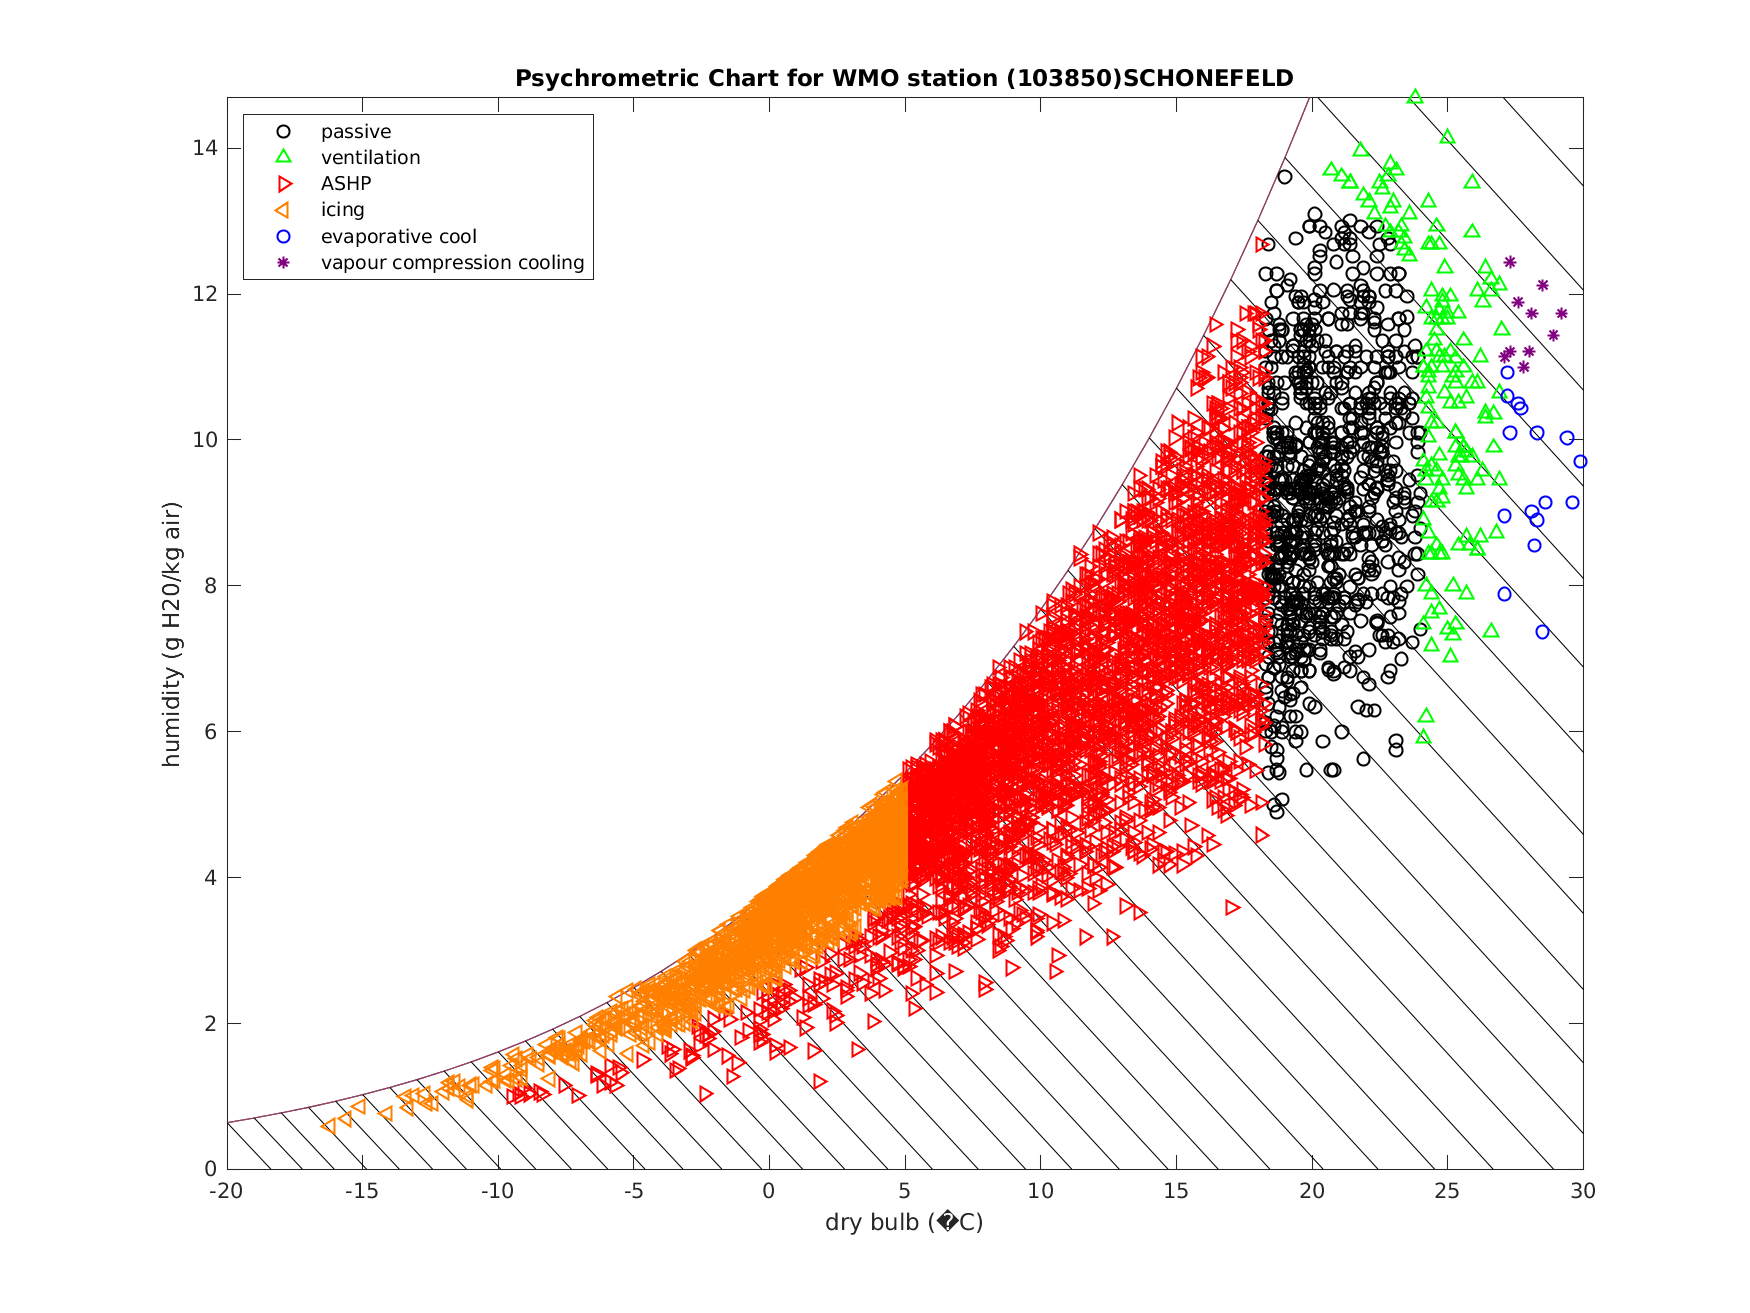 Psychrometric Chart for WMO station (103850)SCHONEFELD
passive
ventilation
ASHP
icing
evaporative cool
vapour compression cooling
humidity (g H20/kg air)
14
12
10
8
6
4
2
0
-20 -15 -10 -5 0 5 10 15 20 25 30
dry bulb (�C)